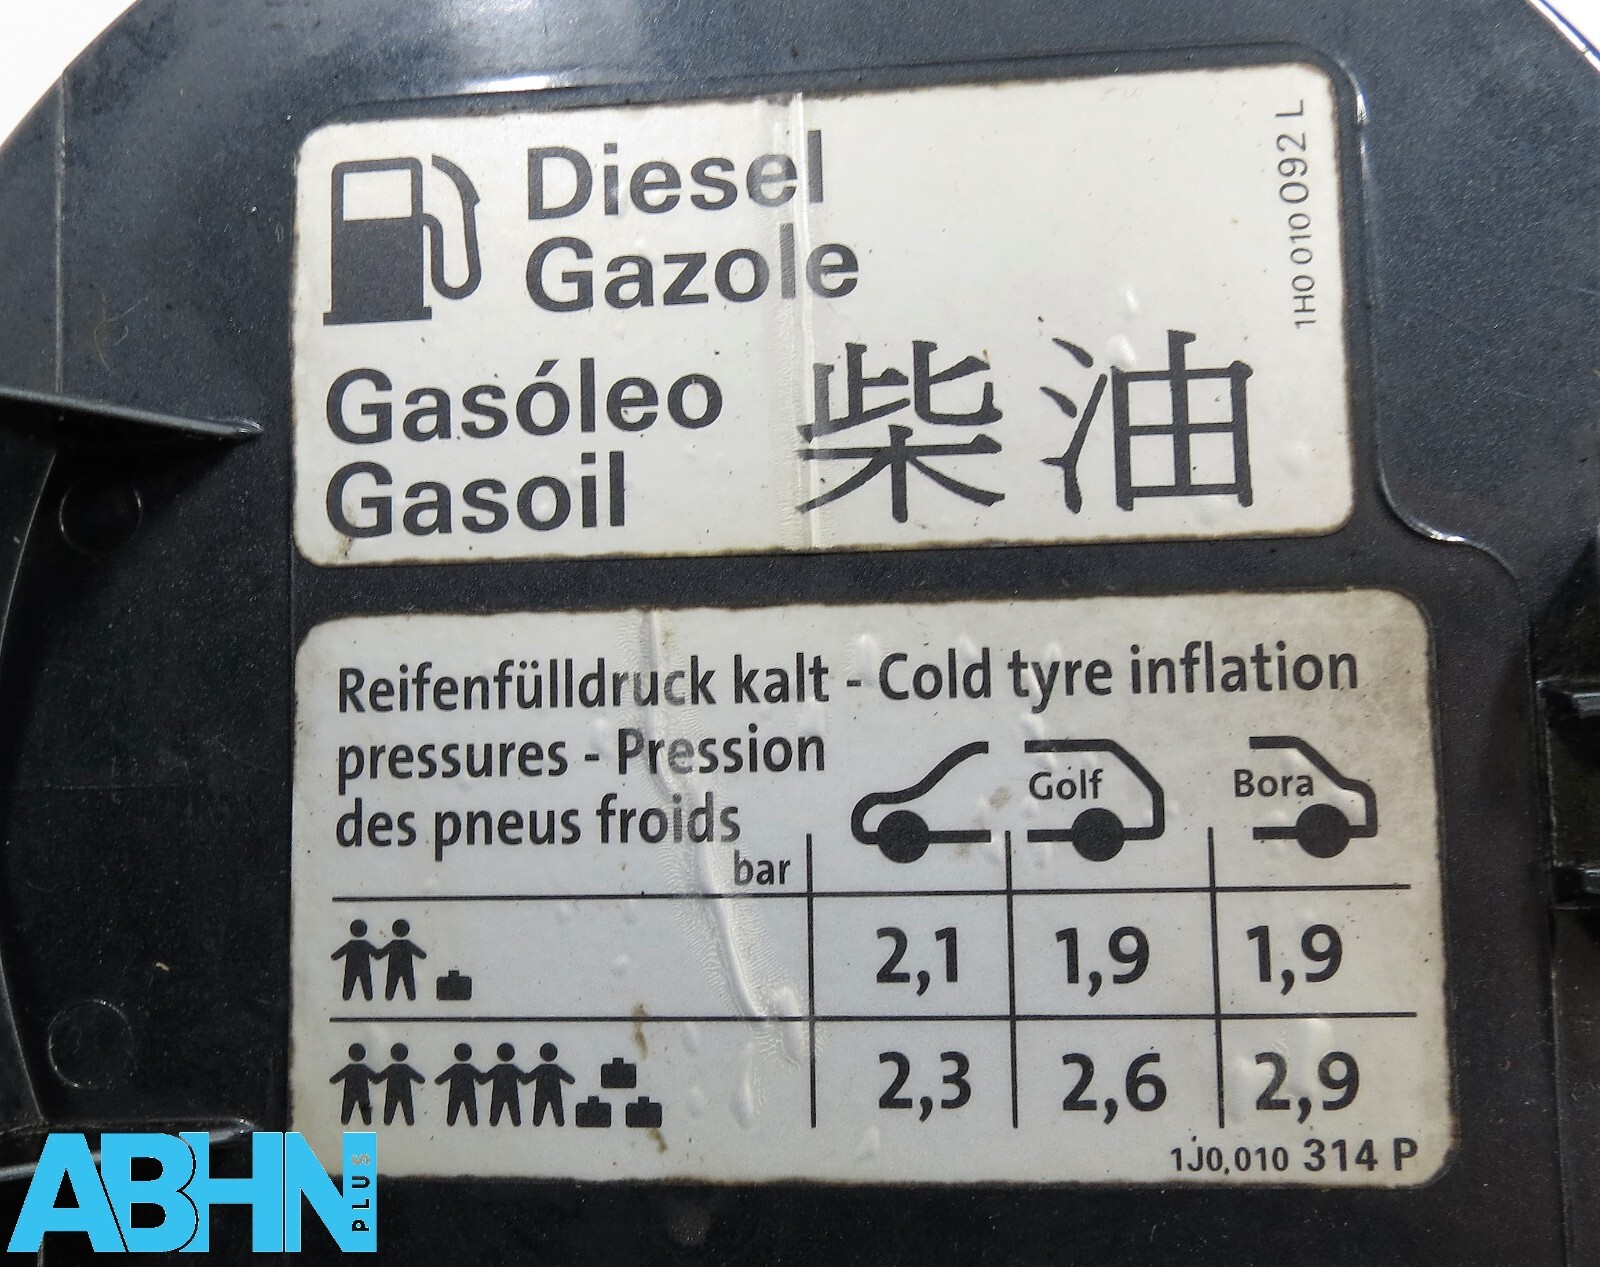 Diesel
Gazole
Gasóleo
Gasoil
柴油
1H0 010 092 L
Reifenfülldruck kalt - Cold tyre inflation
pressures - Pression
des pneus froids
bar
Golf
Bora
2,1 1,9 1,9
2,3 2,6 2,9
1J0,010 314 P
ABHN PLUS